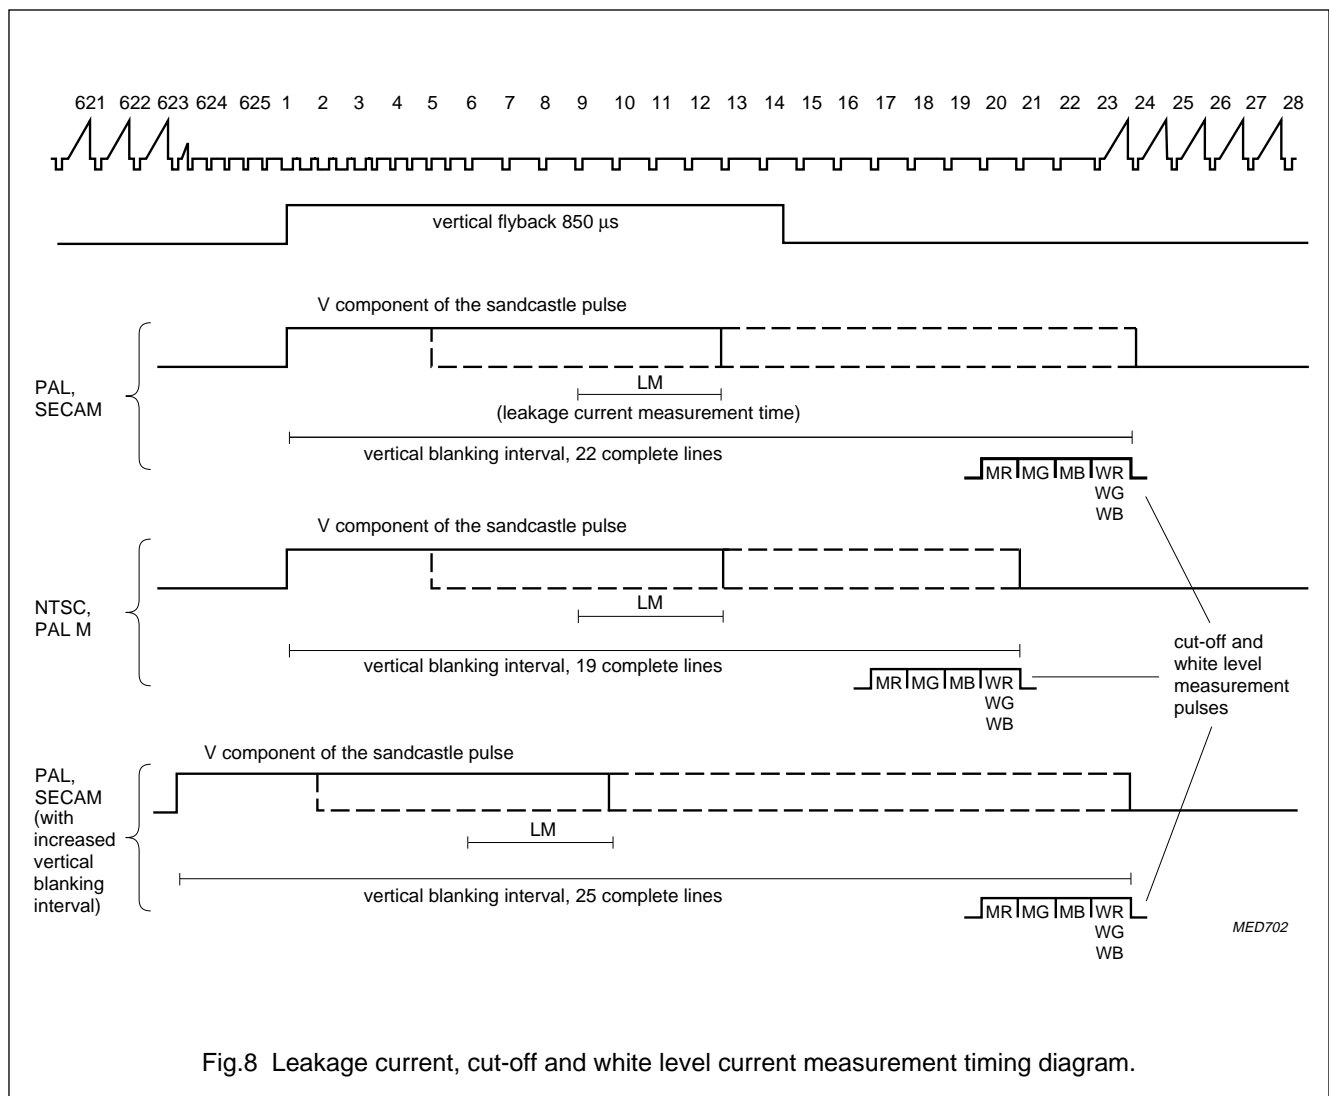 621 622 623 624 625 1 2 3 4 5 6 7 8 9 10 11 12 13 14 15 16 17 18 19 20 21 22 23 24 25 26 27 28
vertical flyback 850 µs
V component of the sandcastle pulse
PAL,
SECAM
LM
(leakage current measurement time)
vertical blanking interval, 22 complete lines
MR MG MB WR
WG
WB
V component of the sandcastle pulse
NTSC,
PAL M
LM
vertical blanking interval, 19 complete lines
MR MG MB WR
WG
WB
cut-off and
white level
measurement
pulses
V component of the sandcastle pulse
PAL,
SECAM
(with
increased
vertical
blanking
interval)
LM
vertical blanking interval, 25 complete lines
MR MG MB WR
WG
WB
MED702
Fig.8 Leakage current, cut-off and white level current measurement timing diagram.